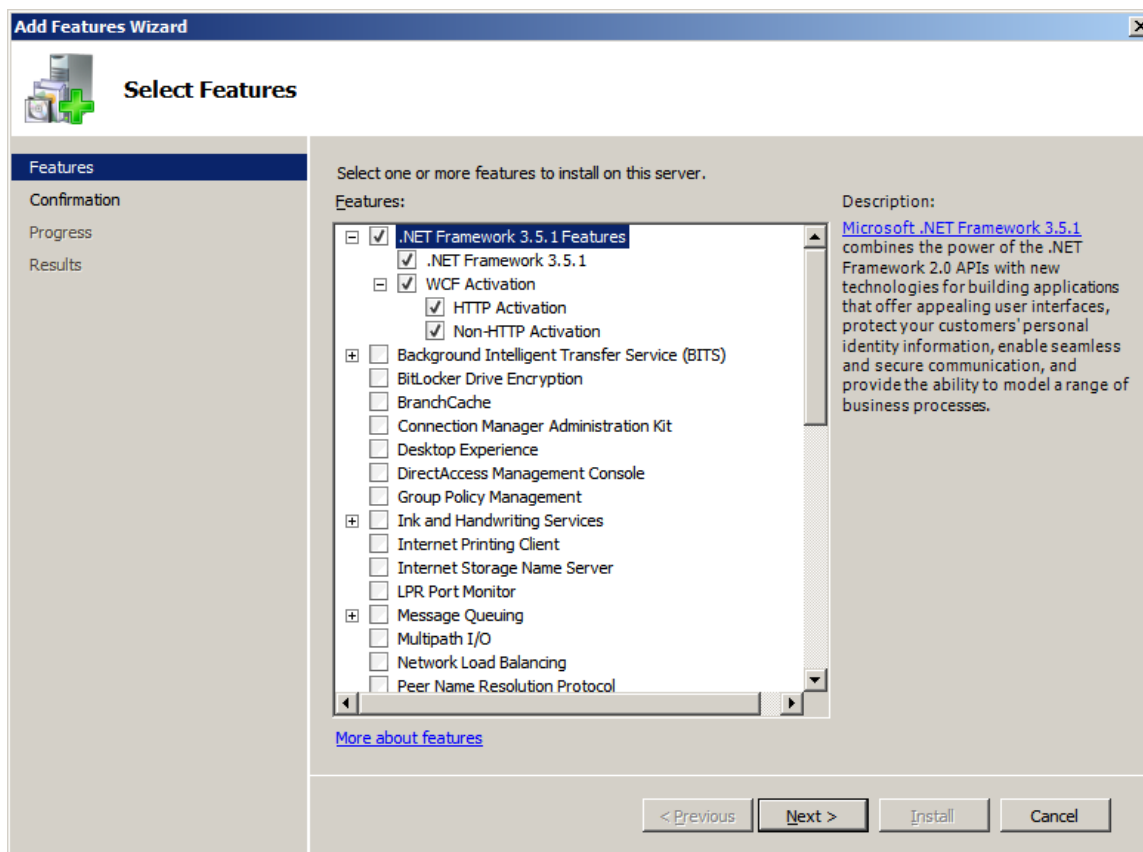 Add Features Wizard
Select Features
Features
Confirmation
Progress
Results
Select one or more features to install on this server.
Features:
.NET Framework 3.5.1 Features
.NET Framework 3.5.1
WCF Activation
HTTP Activation
Non-HTTP Activation
Background Intelligent Transfer Service (BITS)
BitLocker Drive Encryption
BranchCache
Connection Manager Administration Kit
Desktop Experience
DirectAccess Management Console
Group Policy Management
Ink and Handwriting Services
Internet Printing Client
Internet Storage Name Server
LPR Port Monitor
Message Queuing
Multipath I/O
Network Load Balancing
Peer Name Resolution Protocol
More about features
Description:
Microsoft .NET Framework 3.5.1
combines the power of the .NET
Framework 2.0 APIs with new
technologies for building applications
that offer appealing user interfaces,
protect your customers' personal
identity information, enable seamless
and secure communication, and
provide the ability to model a range of
business processes.
< Previous
Next >
Install
Cancel